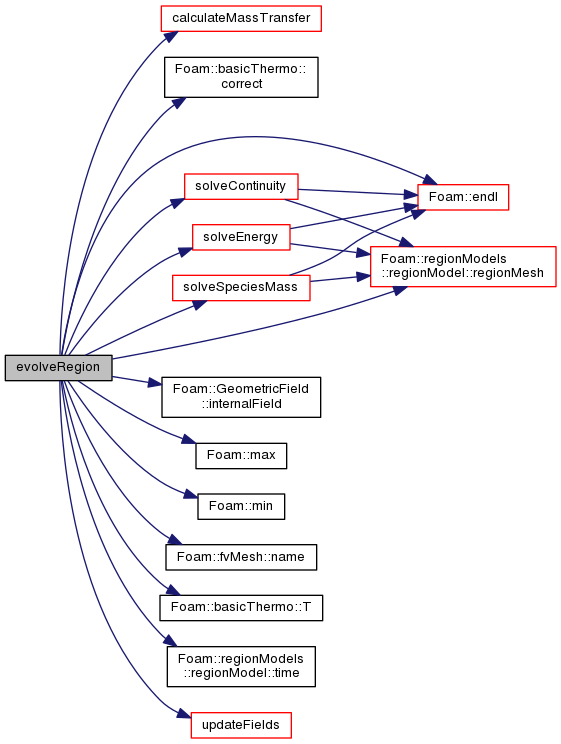 calculateMassTransfer
Foam::basicThermo::
correct
solveContinuity
Foam::endl
solveEnergy
Foam::regionModels
::regionModel::regionMesh
solveSpeciesMass
evolveRegion
Foam::GeometricField
::internalField
Foam::max
Foam::min
Foam::fvMesh::name
Foam::basicThermo::T
Foam::regionModels
::regionModel::time
updateFields